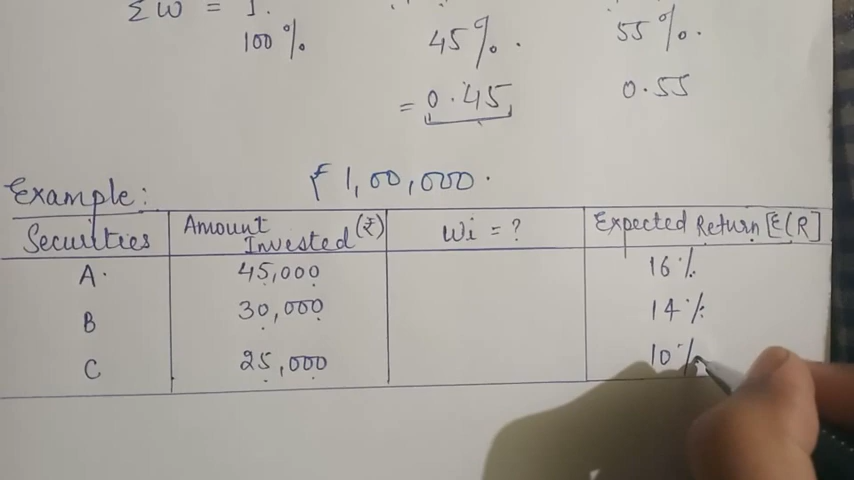 Σw = 1.
100% 45%. 55%.
= 0.45 0.55
Example: ₹ 1,00,000.
Securities Amount Invested (₹) Wi = ? Expected Return [E(R]
A. 45,000 16%
B 30,000 14%
C 25,000 10%